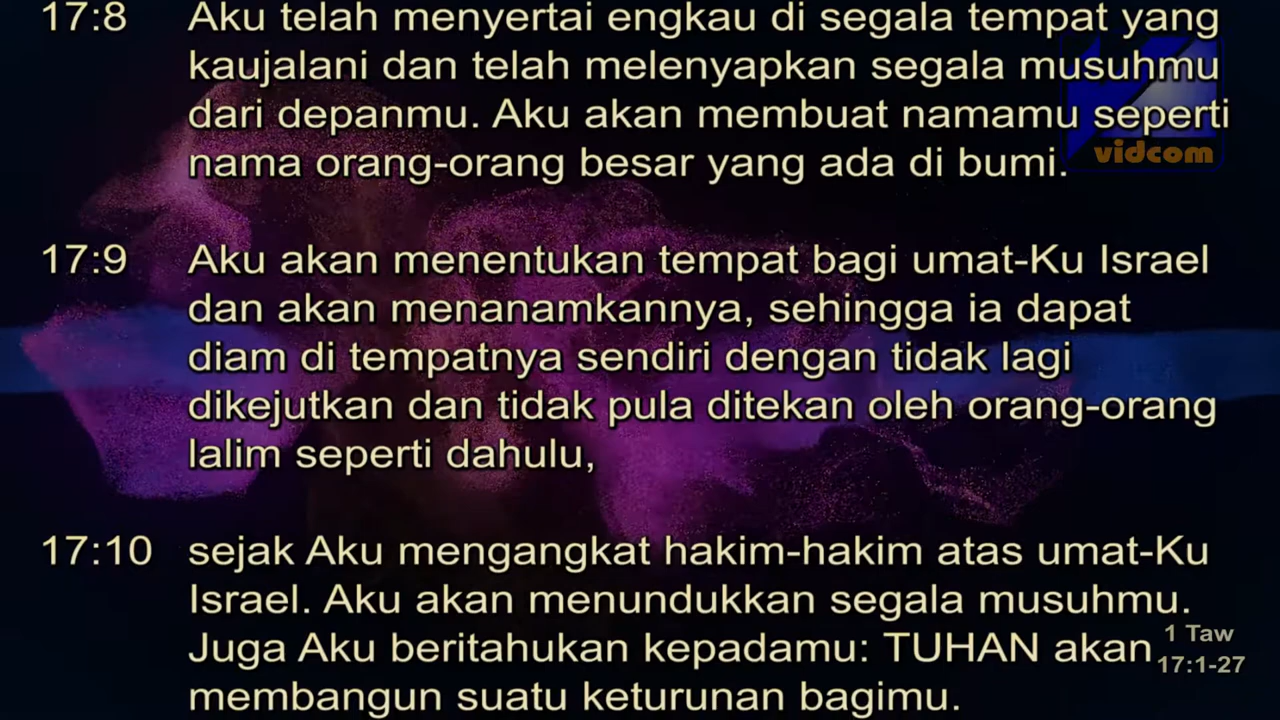 17:8 Aku telah menyertai engkau di segala tempat yang
kaujalani dan telah melenyapkan segala musuhmu
dari depanmu. Aku akan membuat namamu seperti
nama orang-orang besar yang ada di bumi.
vidcom
17:9 Aku akan menentukan tempat bagi umat-Ku Israel
dan akan menanamkannya, sehingga ia dapat
diam di tempatnya sendiri dengan tidak lagi
dikejutkan dan tidak pula ditekan oleh orang-orang
lalim seperti dahulu,
17:10 sejak Aku mengangkat hakim-hakim atas umat-Ku
Israel. Aku akan menundukkan segala musuhmu.
Juga Aku beritahukan kepadamu: TUHAN akan
membangun suatu keturunan bagimu.
1 Taw
17:1-27